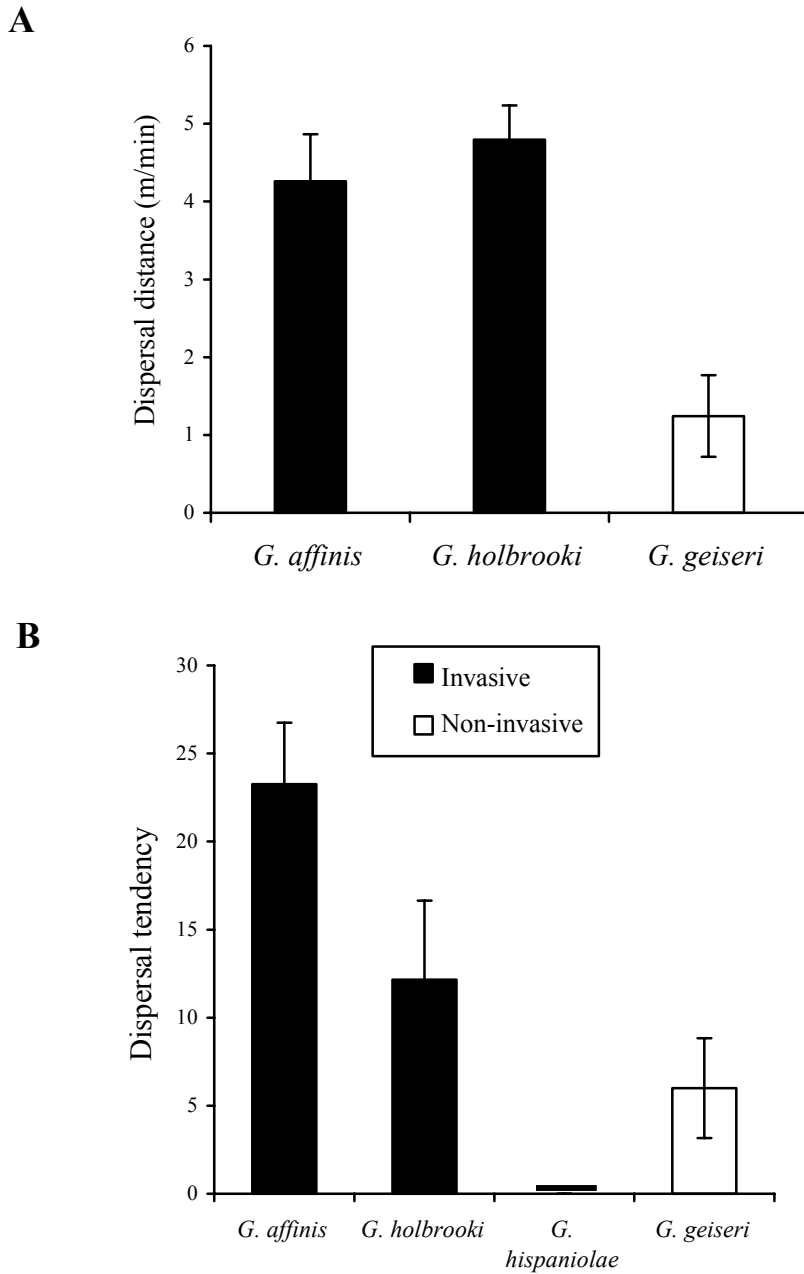 A
6
5
4
3
2
1
0
Dispersal distance (m/min)
G. affinis
G. holbrooki
G. geiseri
B
Invasive
Non-invasive
30
25
20
15
10
5
0
Dispersal tendency
G. affinis
G. holbrooki
G.
hispaniolae
G. geiseri